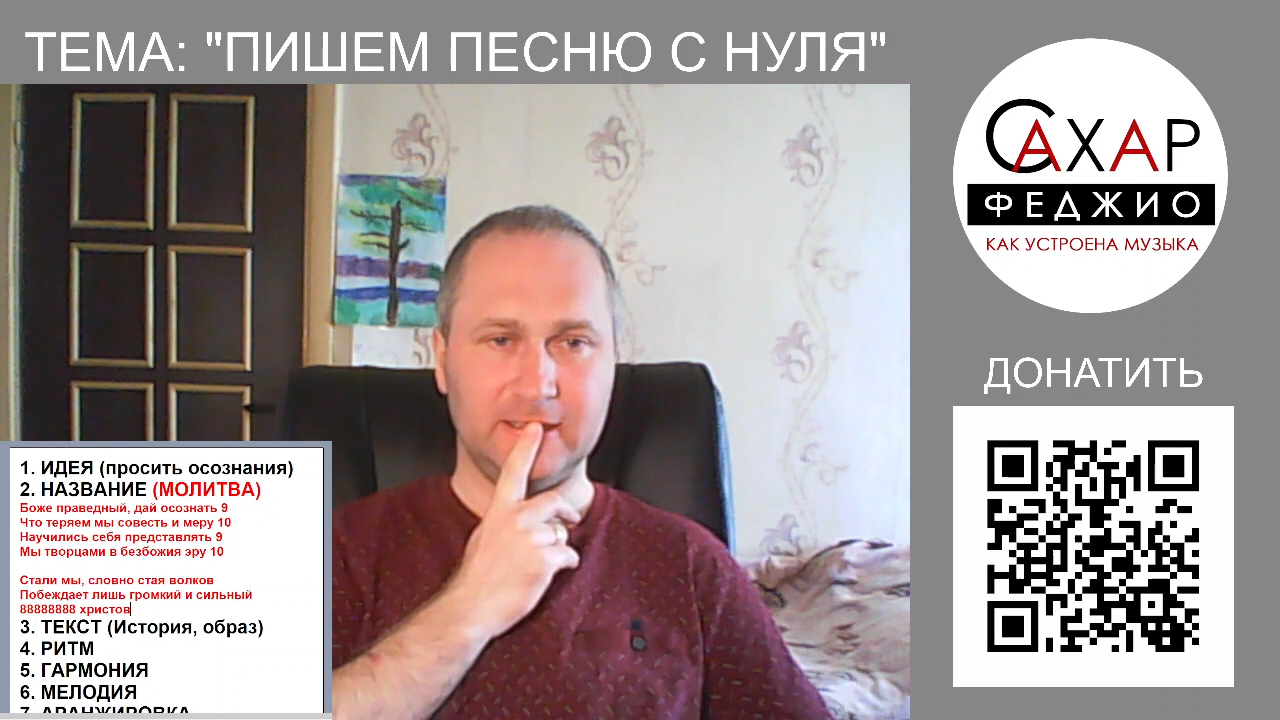 ТЕМА: "ПИШЕМ ПЕСНЮ С НУЛЯ"
САХАР
ФЕДЖИО
КАК УСТРОЕНА МУЗЫКА
ДОНАТИТЬ
1. ИДЕЯ (просить осознания)
2. НАЗВАНИЕ (МОЛИТВА)
Боже праведный, дай осознать 9
Что теряем мы совесть и меру 10
Научились себя представлять 9
Мы творцами в безбожия эру 10
Стали мы, словно стая волков
Побеждает лишь громкий и сильный
88888888 христов
3. ТЕКСТ (История, образ)
4. РИТМ
5. ГАРМОНИЯ
6. МЕЛОДИЯ
7. АРАНЖИРОВКА